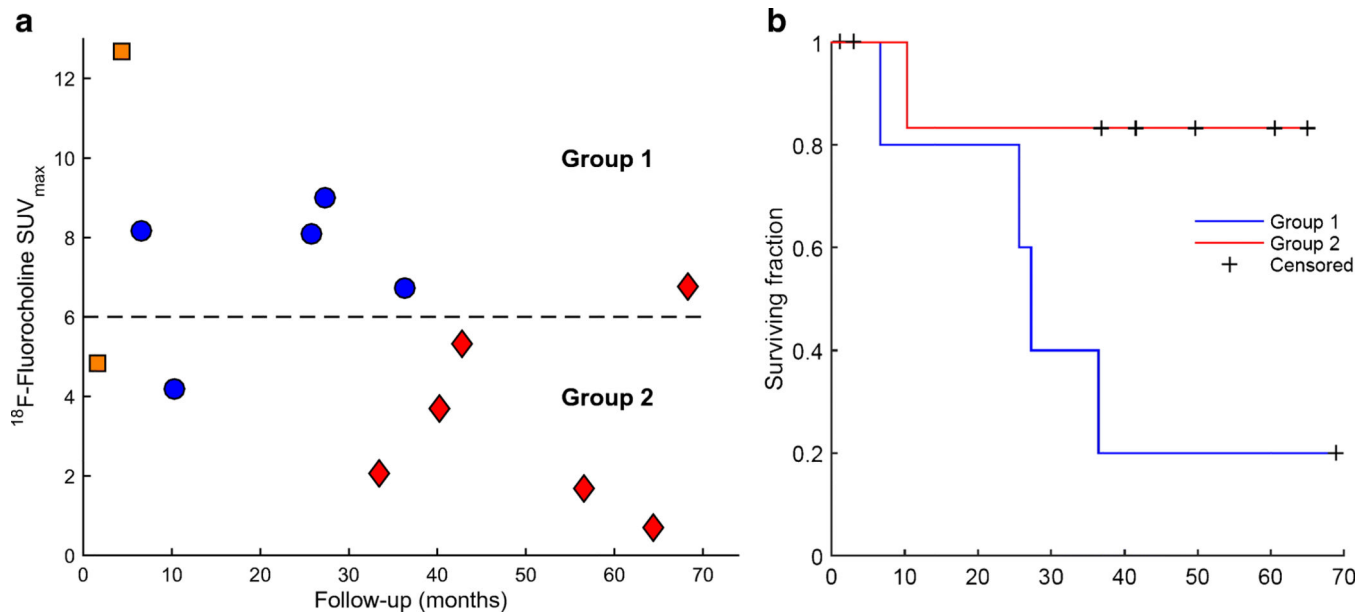 a
12
10
8
6
4
2
0
¹⁸F-Fluorocholine SUVmax
Group 1
Group 2
0 10 20 30 40 50 60 70
Follow-up (months)
b
1
0.8
0.6
0.4
0.2
0
Surviving fraction
Group 1
Group 2
Censored
0 10 20 30 40 50 60 70